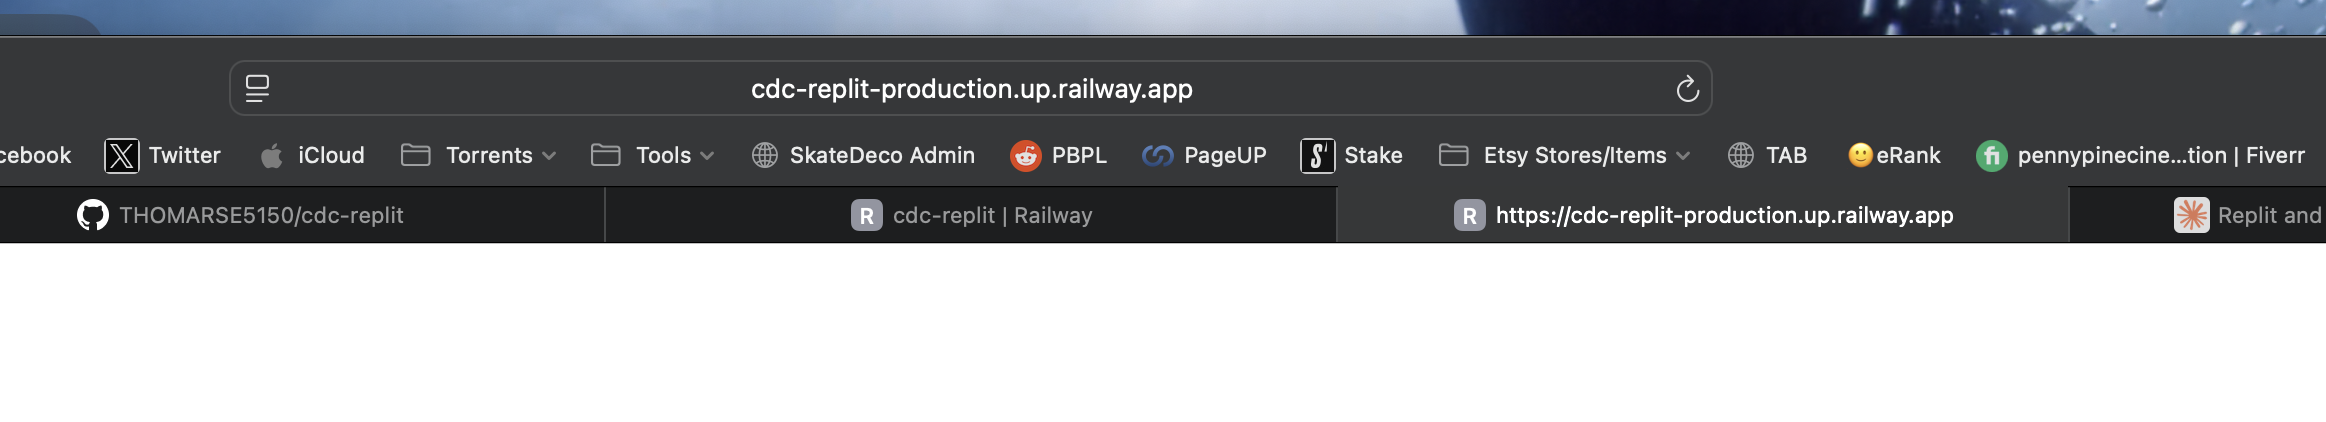 cdc-replit-production.up.railway.app
cebook Twitter iCloud Torrents Tools SkateDeco Admin PBPL PageUP Stake Etsy Stores/Items TAB eRank pennypinecine...tion | Fiverr
THOMARSE5150/cdc-replit R cdc-replit | Railway R https://cdc-replit-production.up.railway.app Replit and